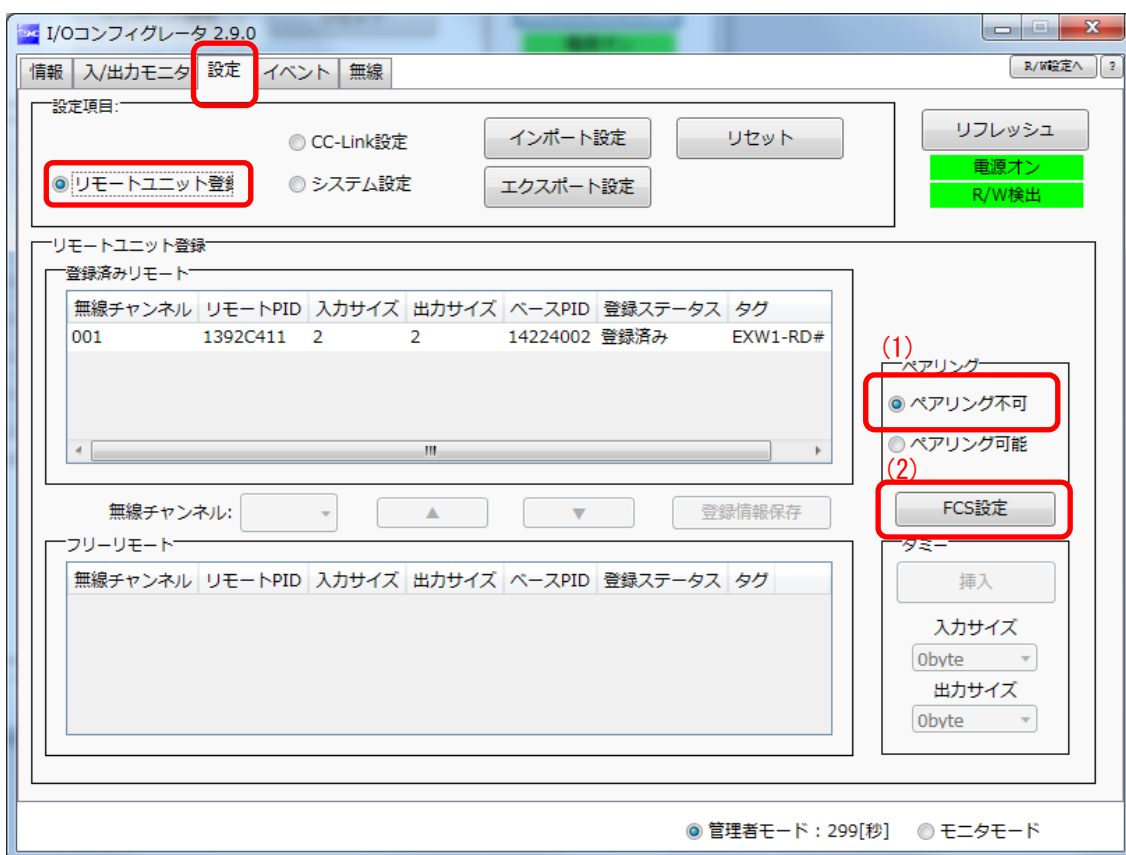 I/Oコンフィグレータ 2.9.0
情報 入/出力モニタ 設定 イベント 無線 R/W設定へ ?
設定項目:
CC-Link設定 インポート設定 リセット リフレッシュ
電源オン
リモートユニット登録 システム設定 エクスポート設定
R/W検出
リモートユニット登録
登録済みリモート
無線チャンネル リモートPID 入力サイズ 出力サイズ ベースPID 登録ステータス タグ
001 1392C411 2 2 14224002 登録済み EXW1-RD#
(1)
ペアリング
ペアリング不可
ペアリング可能
(2)
無線チャンネル: ▲ ▼ 登録情報保存 FCS設定
フリーリモート ダミー
無線チャンネル リモートPID 入力サイズ 出力サイズ ベースPID 登録ステータス タグ 挿入
入力サイズ
0byte
出力サイズ
0byte
管理者モード : 299[秒] モニタモード